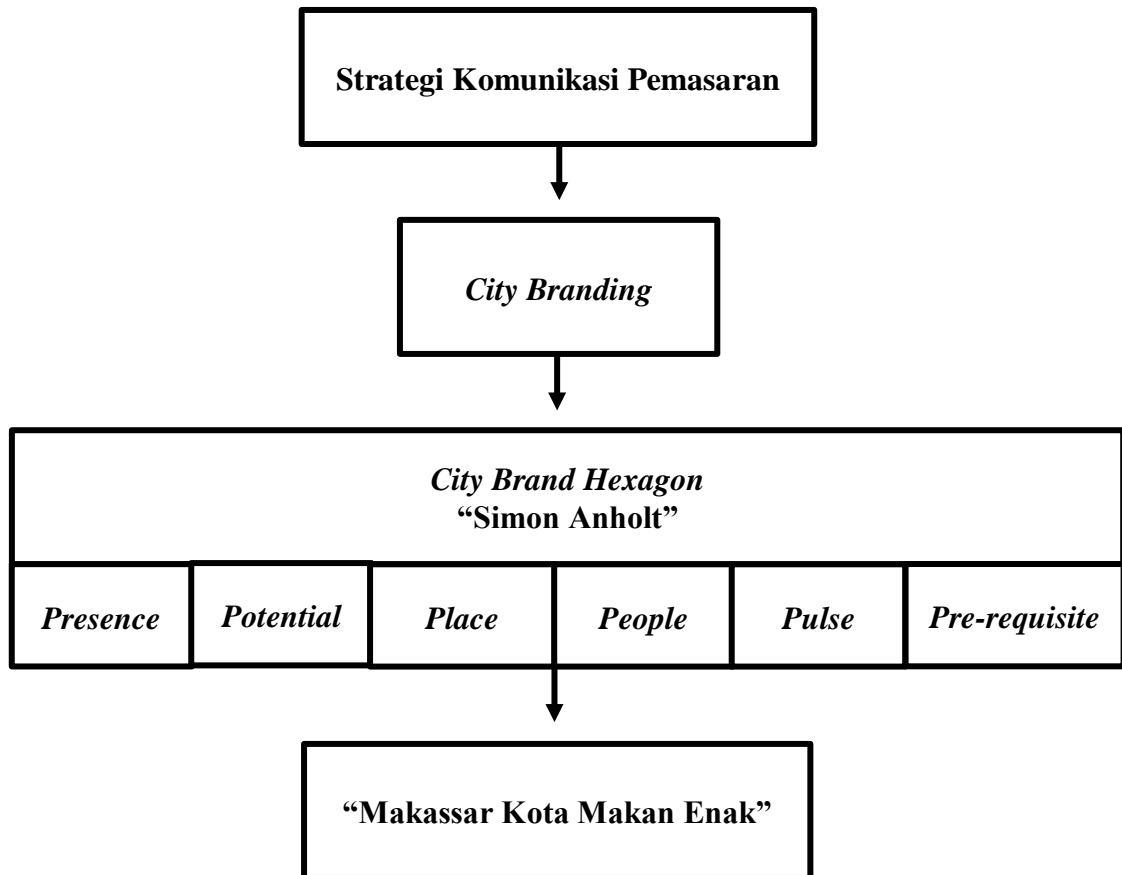 Strategi Komunikasi Pemasaran
City Branding
City Brand Hexagon
“Simon Anholt”
Presence
Potential
Place
People
Pulse
Pre-requisite
“Makassar Kota Makan Enak”